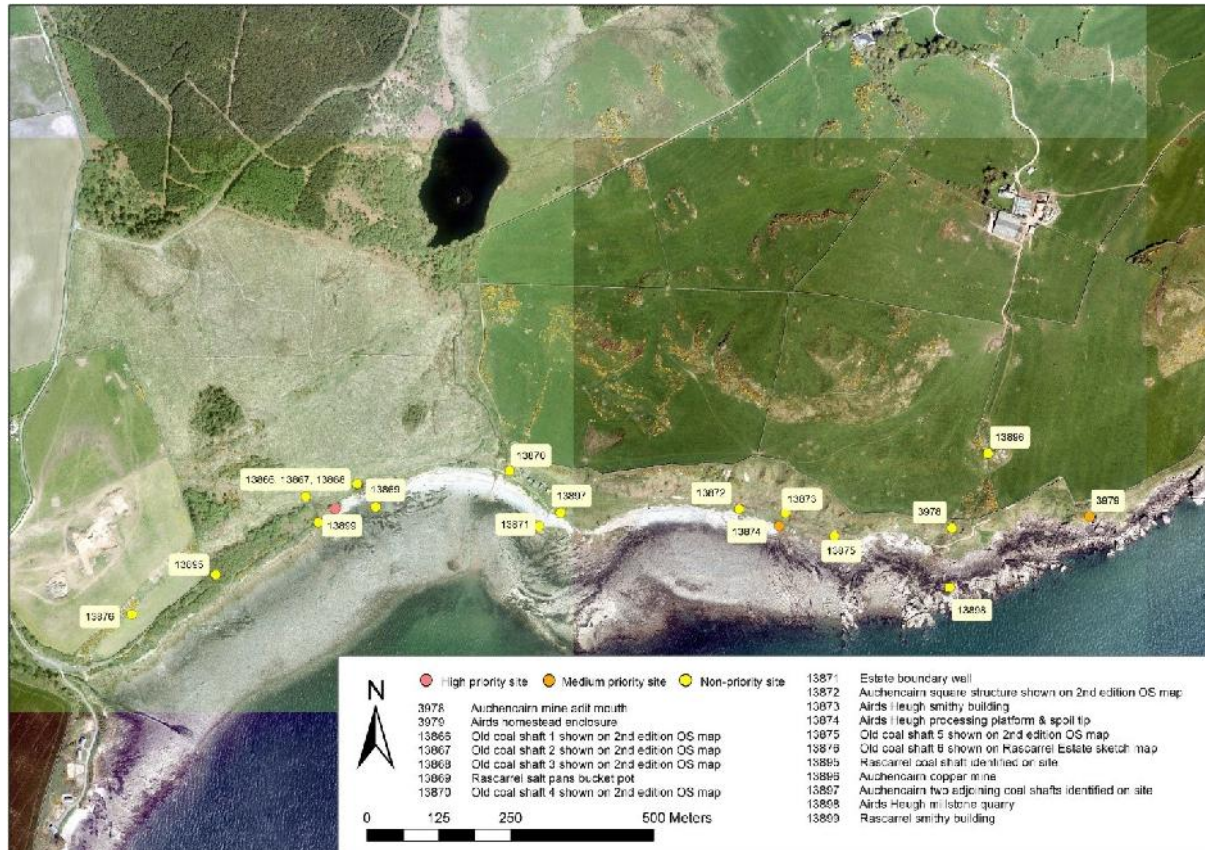 13896
13870
3979
13866, 13867, 13868
13869
13897
13872
13873
3978
13899
13871
13874
13875
13895
13898
13876
N
High priority site
Medium priority site
Non-priority site
3978 Auchencairn mine adit mouth
3979 Airds homestead enclosure
13866 Old coal shaft 1 shown on 2nd edition OS map
13867 Old coal shaft 2 shown on 2nd edition OS map
13868 Old coal shaft 3 shown on 2nd edition OS map
13869 Rascarrel salt pans bucket pot
13870 Old coal shaft 4 shown on 2nd edition OS map
13871 Estate boundary wall
13872 Auchencairn square structure shown on 2nd edition OS map
13873 Airds Heugh smithy building
13874 Airds Heugh processing platform & spoil tip
13875 Old coal shaft 5 shown on 2nd edition OS map
13876 Old coal shaft 6 shown on Rascarrel Estate sketch map
13895 Rascarrel coal shaft identified on site
13896 Auchencairn copper mine
13897 Auchencairn two adjoining coal shafts identified on site
13898 Airds Heugh millstone quarry
13899 Rascarrel smithy building
0 125 250 500 Meters